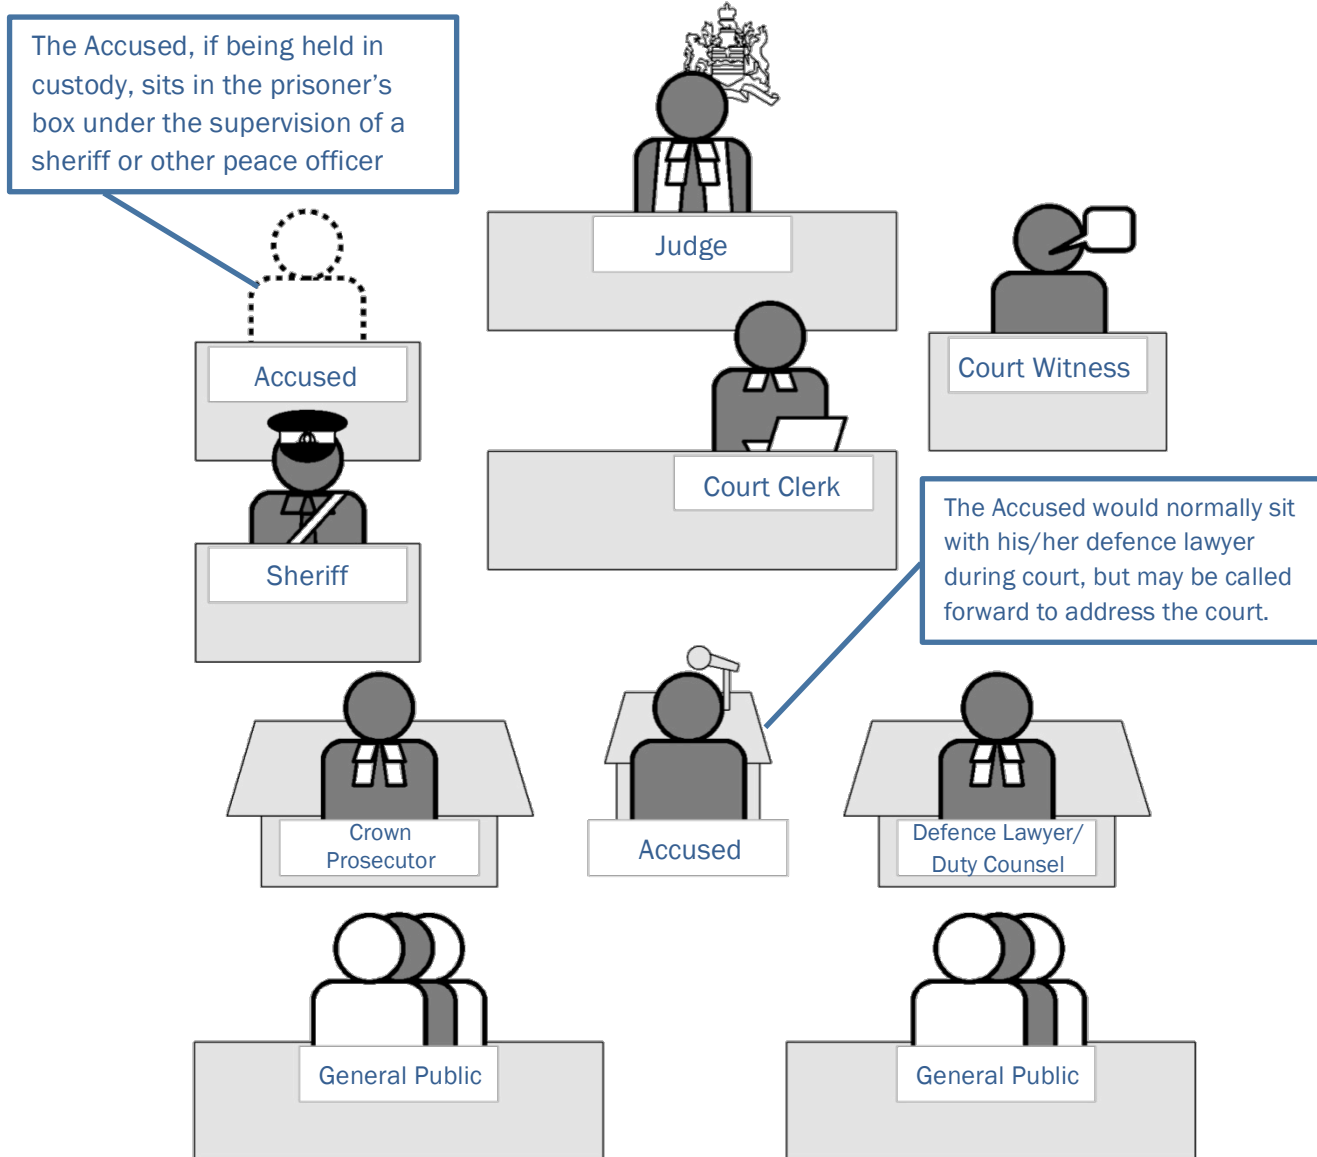 The Accused, if being held in
custody, sits in the prisoner’s
box under the supervision of a
sheriff or other peace officer
Judge
Court Witness
Accused
Court Clerk
The Accused would normally sit
with his/her defence lawyer
during court, but may be called
forward to address the court.
Sheriff
Crown
Prosecutor
Accused
Defence Lawyer/
Duty Counsel
General Public
General Public